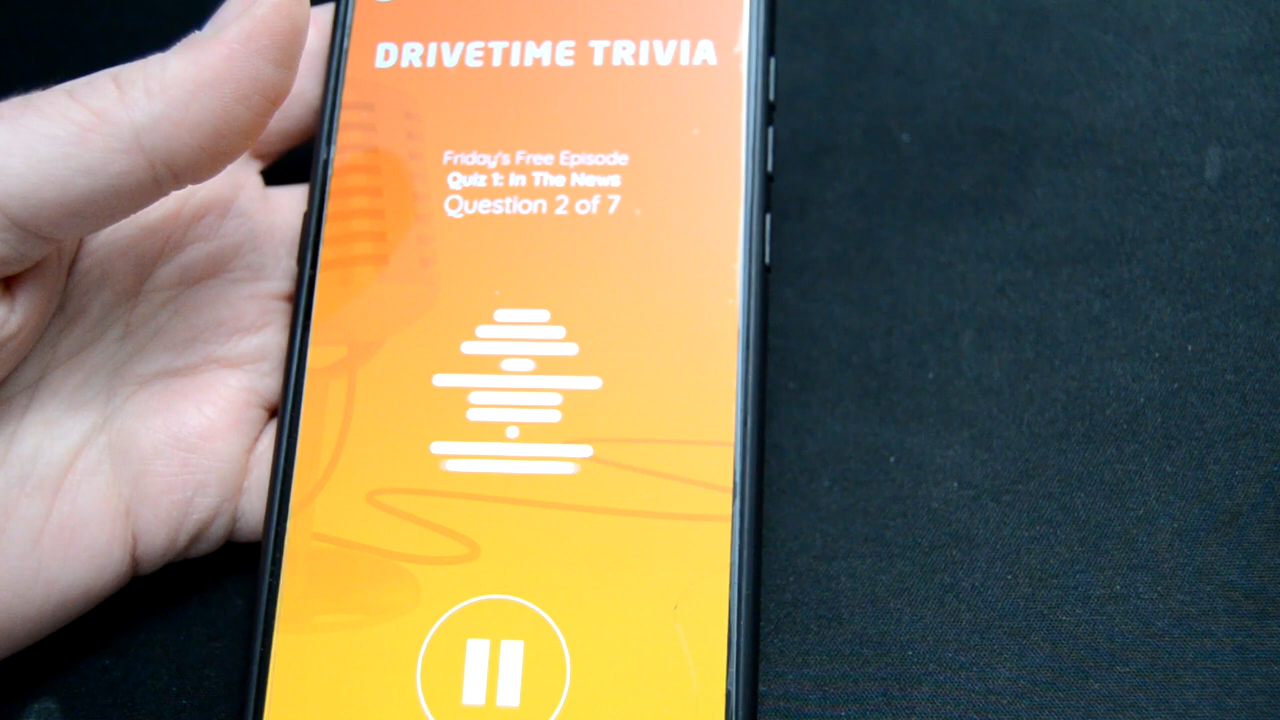 DRIVETIME TRIVIA
Friday's Free Episode
Quiz 1: In The News
Question 2 of 7